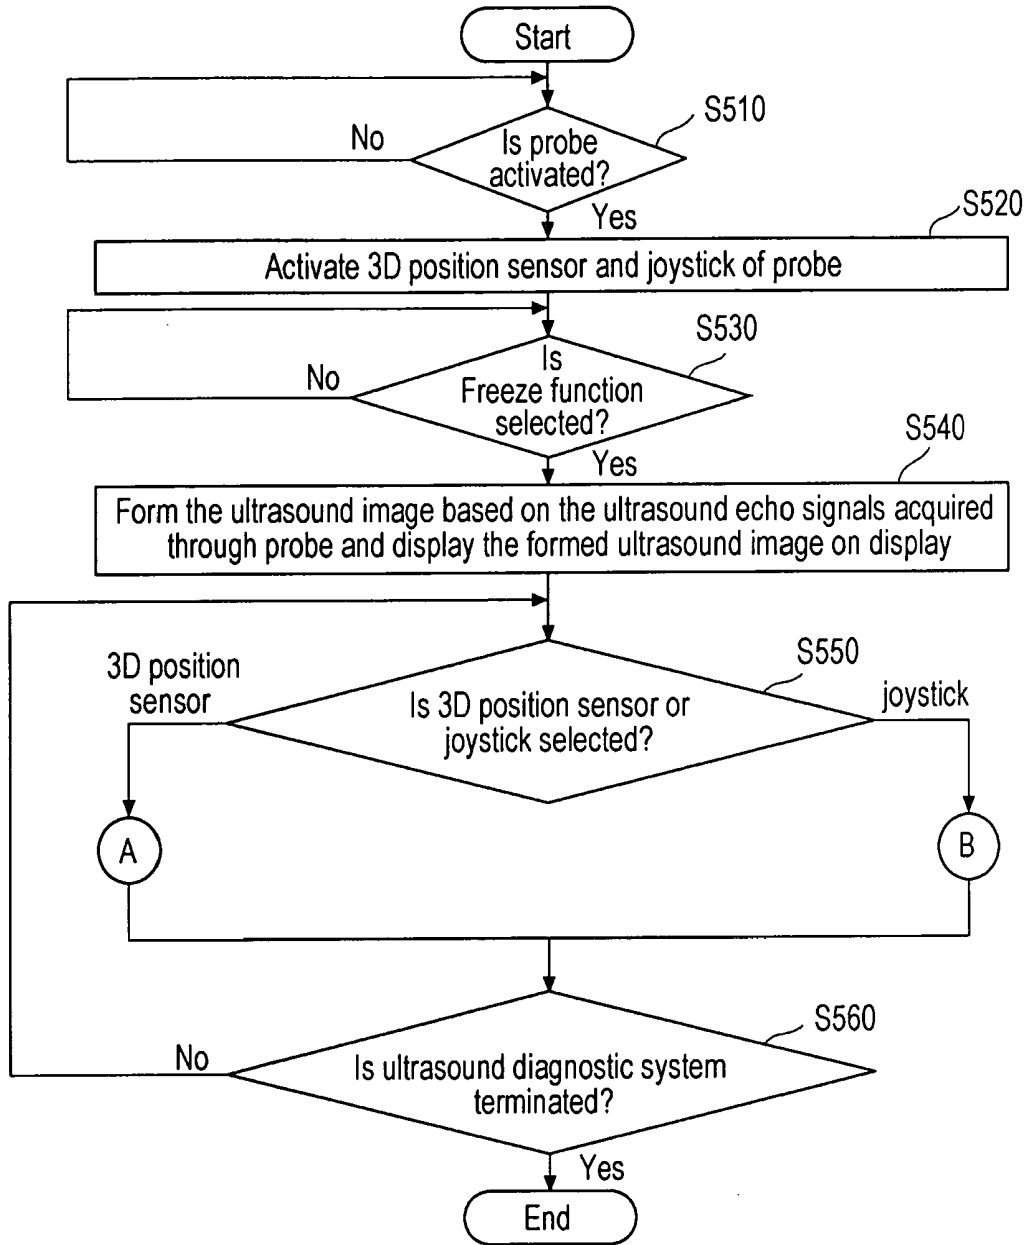 Start
S510
No
Is probe
activated?
Yes
S520
Activate 3D position sensor and joystick of probe
S530
No
Is
Freeze function
selected?
Yes
S540
Form the ultrasound image based on the ultrasound echo signals acquired
through probe and display the formed ultrasound image on display
S550
3D position
sensor
joystick
Is 3D position sensor or
joystick selected?
A
B
S560
No
Is ultrasound diagnostic system
terminated?
Yes
End